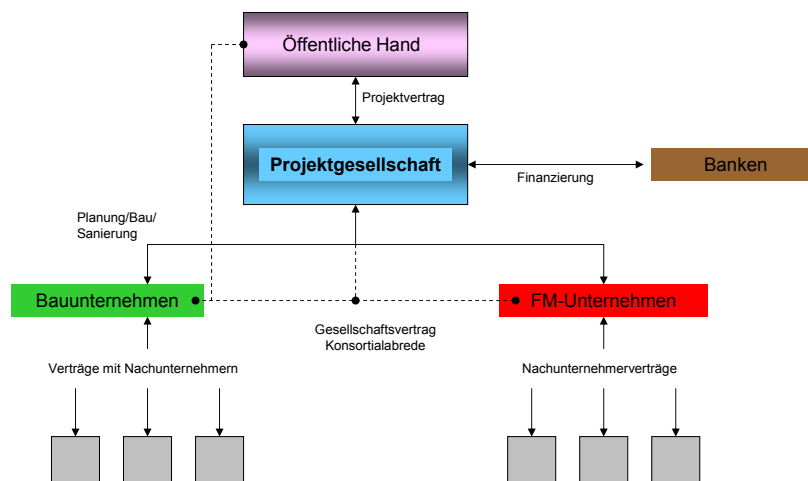 Öffentliche Hand
Projektvertrag
Projektgesellschaft
Banken
Finanzierung
Planung/Bau/
Sanierung
Bauunternehmen
FM-Unternehmen
Gesellschaftsvertrag
Konsortialabrede
Verträge mit Nachunternehmern
Nachunternehmerverträge